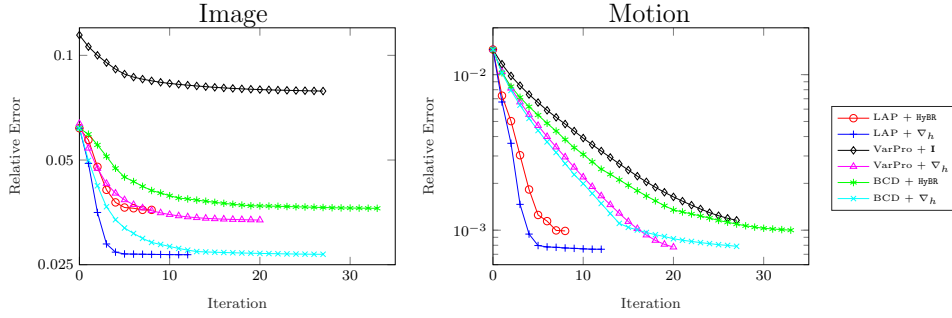 Image
Motion
0.1
0.05
0.025
Relative Error
0
10
20
30
Iteration
10⁻²
10⁻³
Relative Error
0
10
20
30
Iteration
LAP + HyBR
LAP + ∇ₕ
VarPro + I
VarPro + ∇ₕ
BCD + HyBR
BCD + ∇ₕ